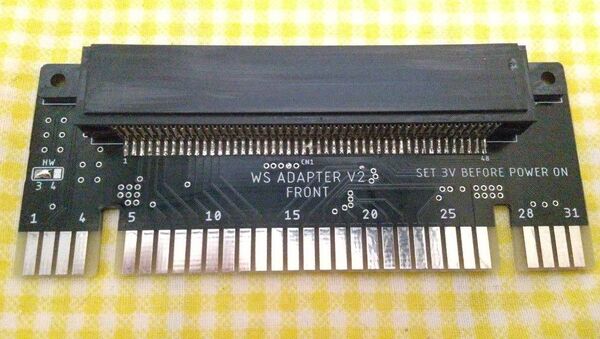 1 48
CN1
HW
WS ADAPTER V2
SET 3V BEFORE POWER ON
FRONT
3 4
1 4 5 10 15 20 25 28 31